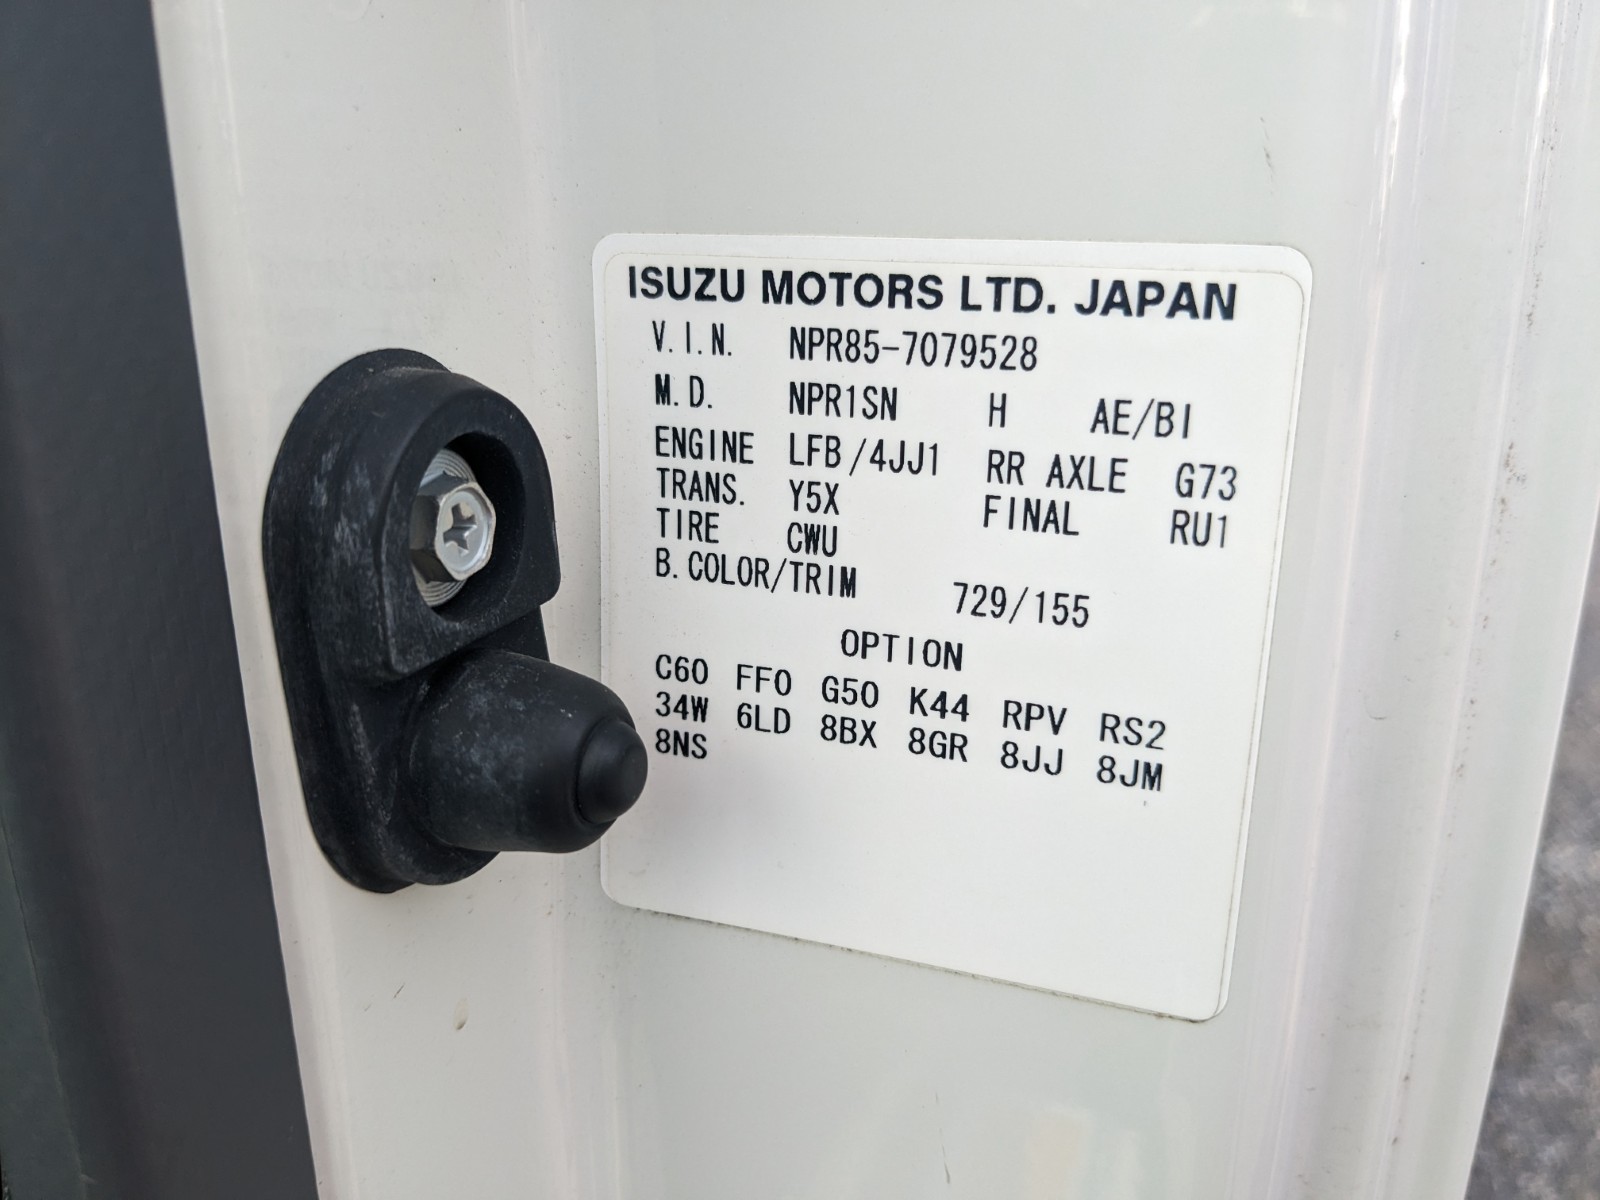 ISUZU MOTORS LTD. JAPAN
V.I.N. NPR85-7079528
M.D. NPR1SN H AE/BI
ENGINE LFB/4JJ1 RR AXLE G73
TRANS. Y5X FINAL RU1
TIRE CWU
B.COLOR/TRIM 729/155
OPTION
C60 FF0 G50 K44 RPV RS2
34W 6LD 8BX 8GR 8JJ 8JM
8NS